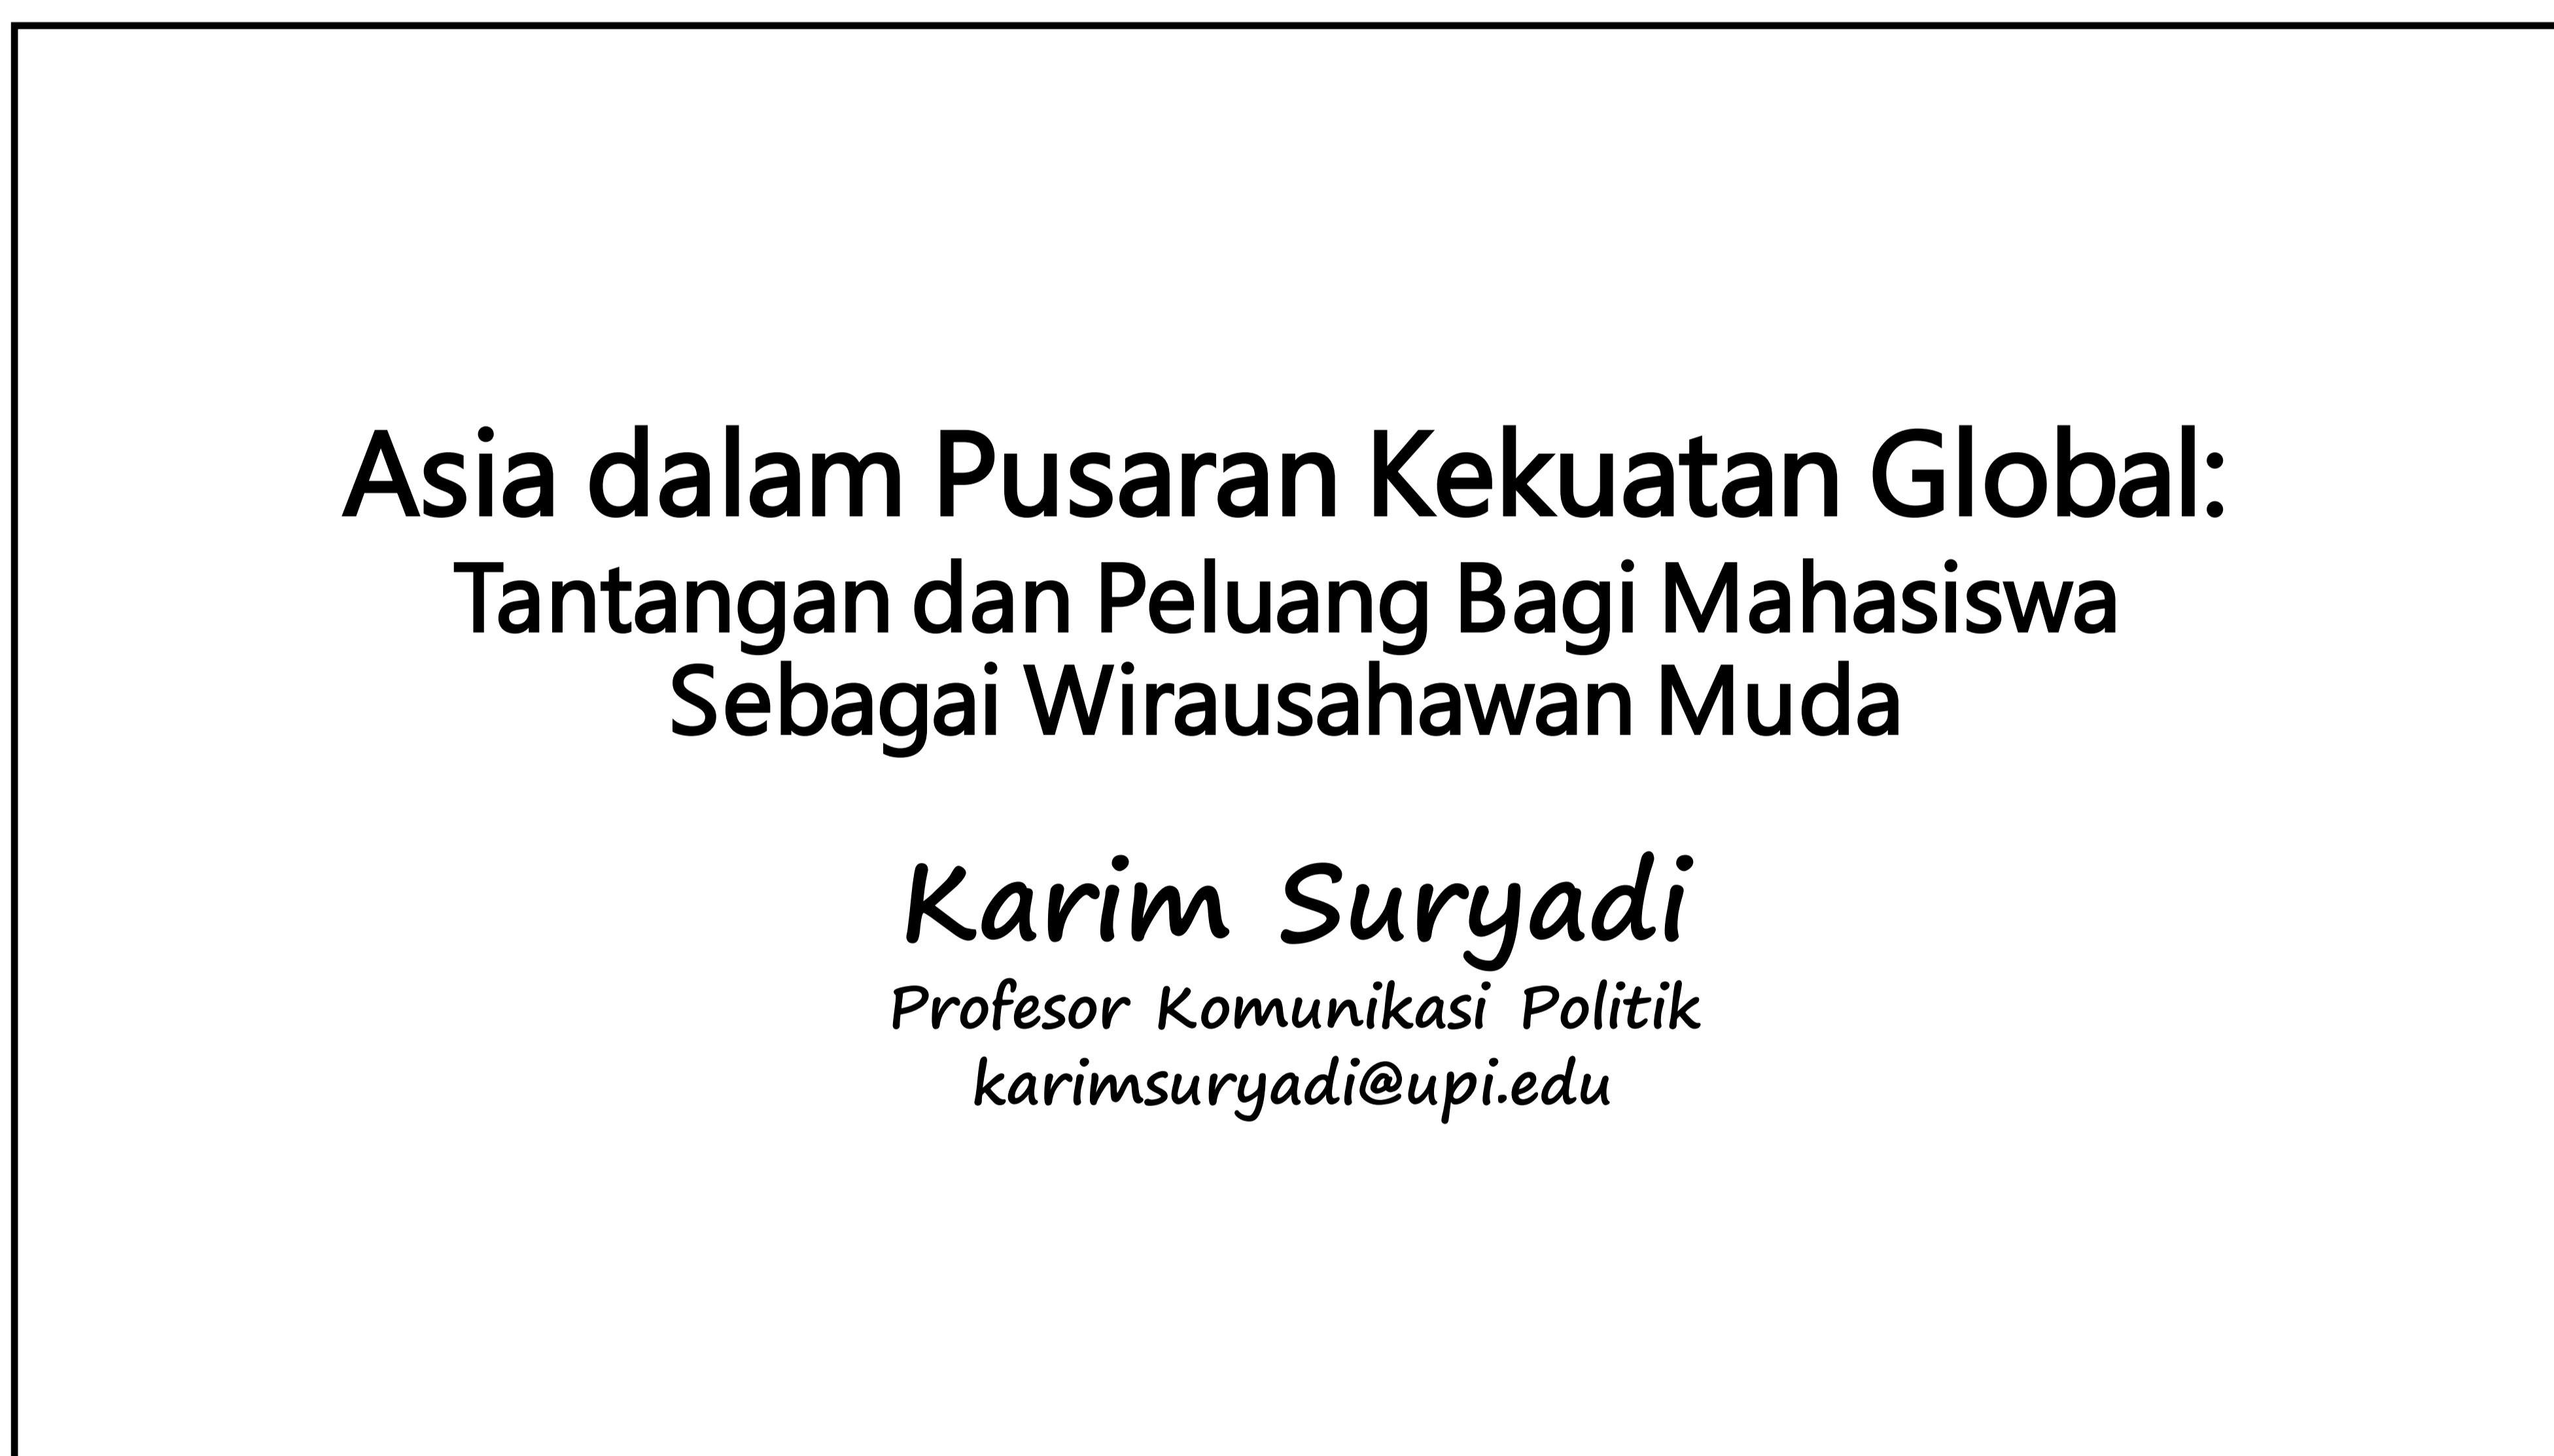 Asia dalam Pusaran Kekuatan Global:
Tantangan dan Peluang Bagi Mahasiswa
Sebagai Wirausahawan Muda
Karim Suryadi
Profesor Komunikasi Politik
karimsuryadi@upi.edu